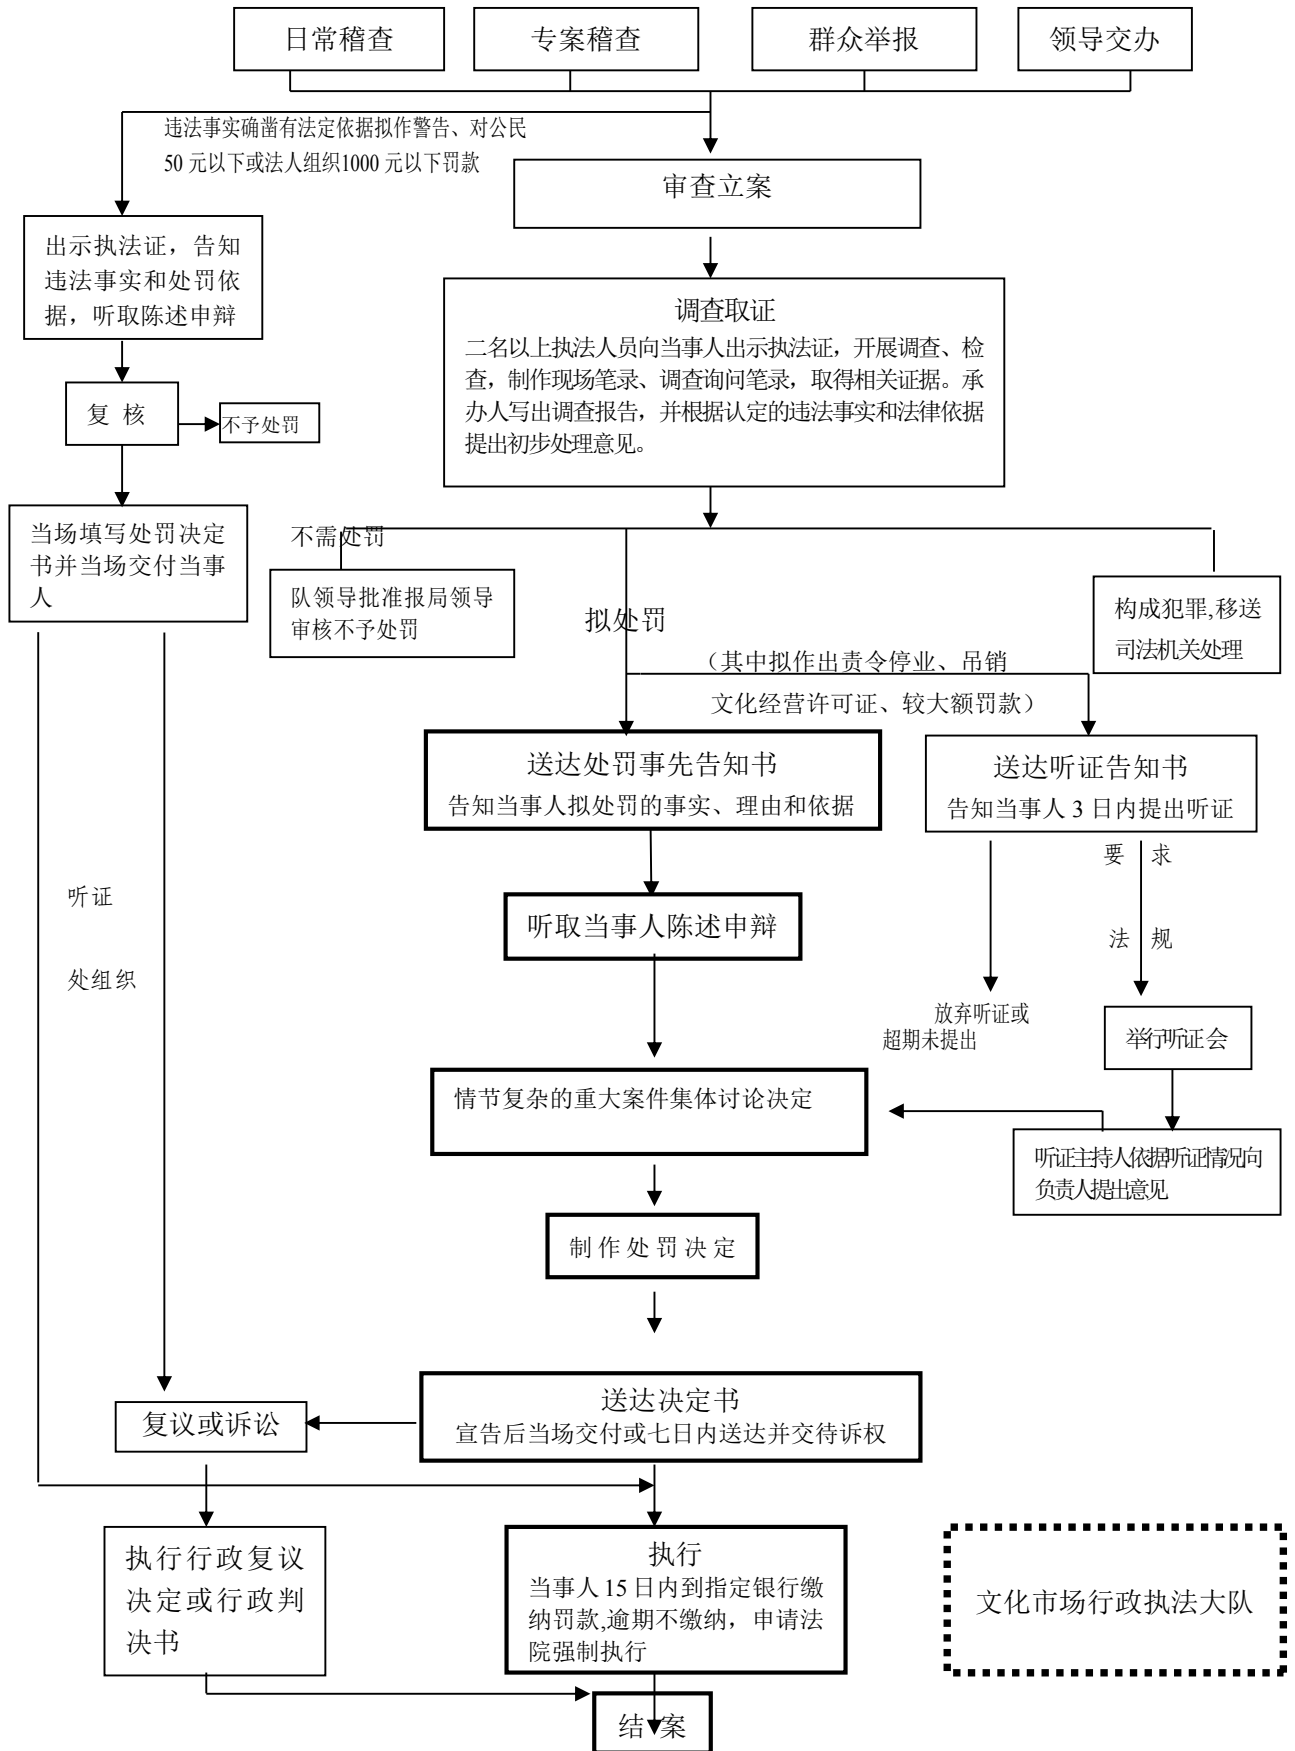 日常稽查
专案稽查
群众举报
领导交办
违法事实确凿有法定依据拟作警告、对公民
50 元以下或法人组织1000 元以下罚款
审查立案
出示执法证，告知
违法事实和处罚依
据，听取陈述申辩
调查取证
二名以上执法人员向当事人出示执法证，开展调查、检
查，制作现场笔录、调查询问笔录，取得相关证据。承
办人写出调查报告，并根据认定的违法事实和法律依据
提出初步处理意见。
复 核
不予处罚
当场填写处罚决定
书并当场交付当事
人
不需处罚
队领导批准报局领导
审核不予处罚
拟处罚
构成犯罪,移送
司法机关处理
（其中拟作出责令停业、吊销
文化经营许可证、较大额罚款）
送达处罚事先告知书
告知当事人拟处罚的事实、理由和依据
送达听证告知书
告知当事人 3 日内提出听证
要 求
法 规
听证
处组织
听取当事人陈述申辩
放弃听证或
超期未提出
举行听证会
情节复杂的重大案件集体讨论决定
听证主持人依据听证情况向
负责人提出意见
制作处罚决定
送达决定书
宣告后当场交付或七日内送达并交待诉权
复议或诉讼
执行行政复议
决定或行政判
决书
执行
当事人 15 日内到指定银行缴
纳罚款,逾期不缴纳，申请法
院强制执行
文化市场行政执法大队
结 案